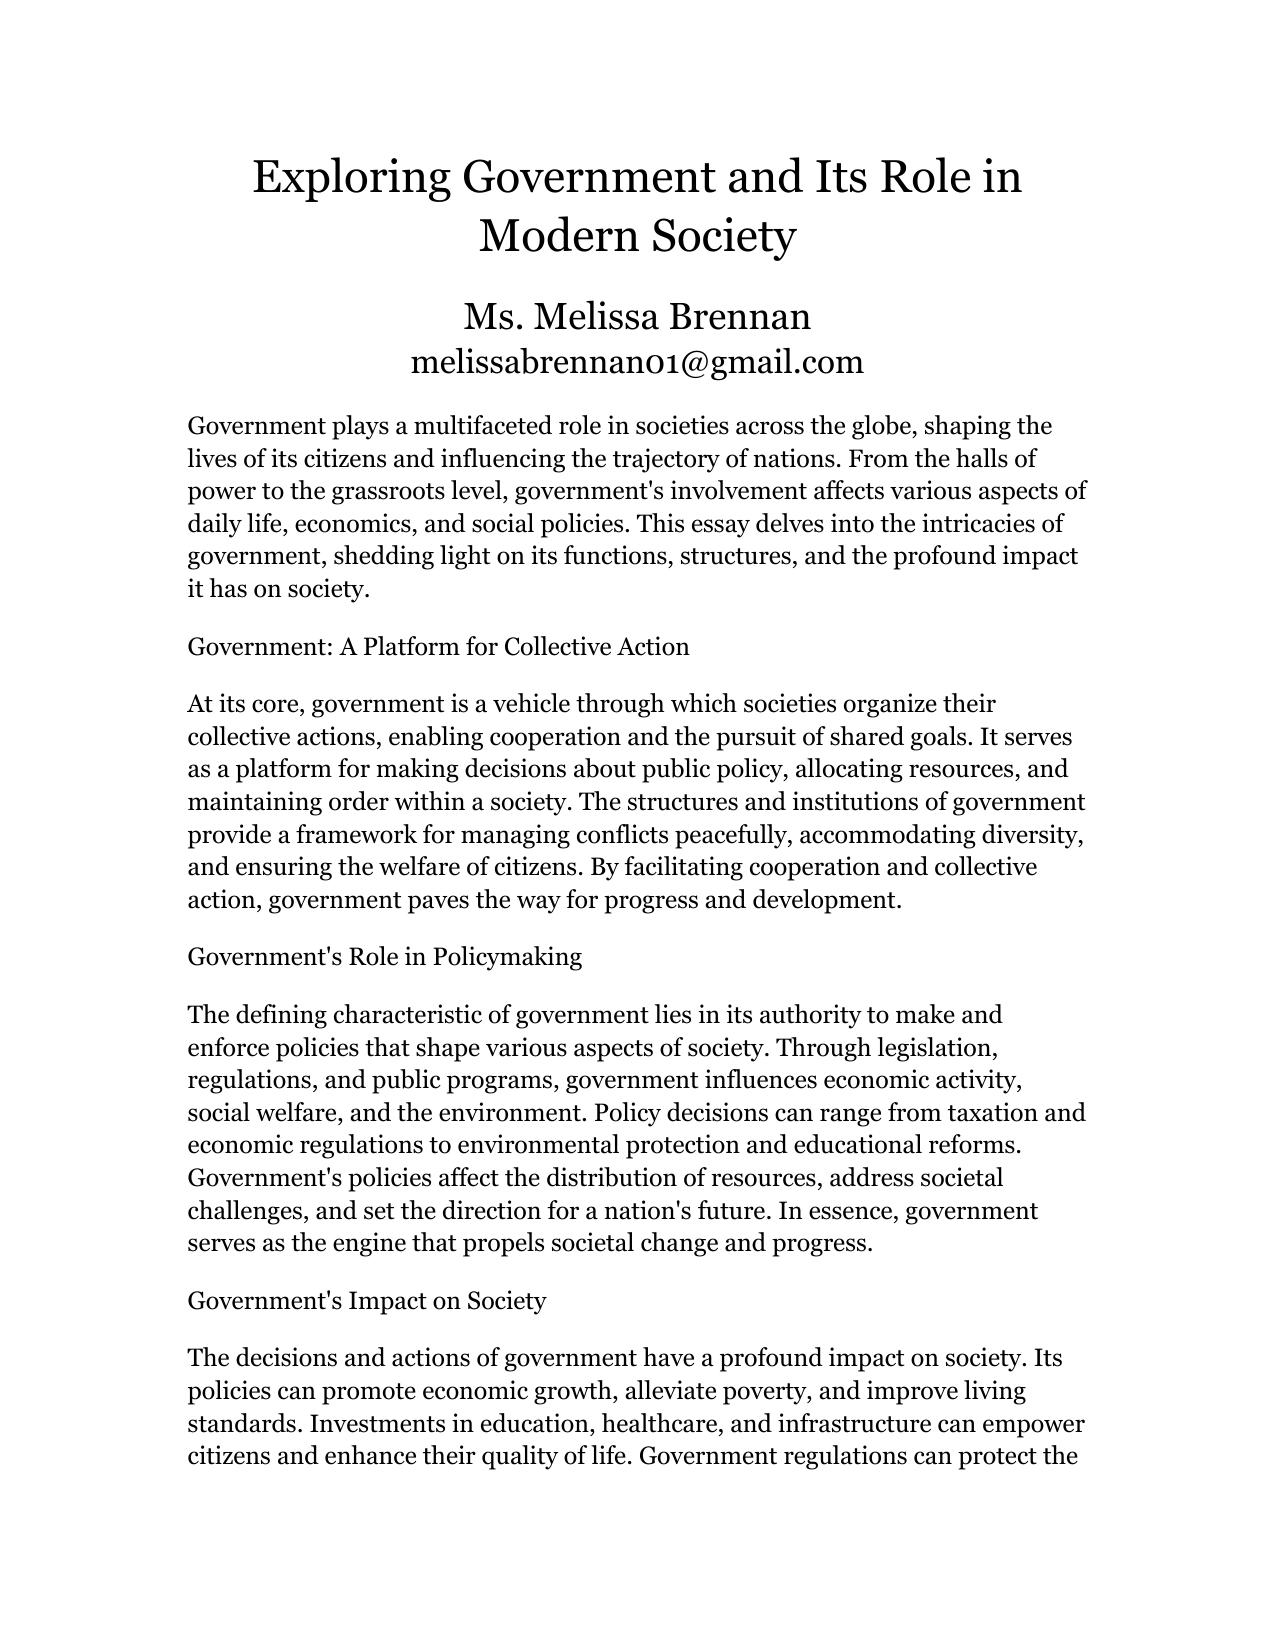 Exploring Government and Its Role in
Modern Society
Ms. Melissa Brennan
melissabrennan01@gmail.com
Government plays a multifaceted role in societies across the globe, shaping the
lives of its citizens and influencing the trajectory of nations. From the halls of
power to the grassroots level, government's involvement affects various aspects of
daily life, economics, and social policies. This essay delves into the intricacies of
government, shedding light on its functions, structures, and the profound impact
it has on society.
Government: A Platform for Collective Action
At its core, government is a vehicle through which societies organize their
collective actions, enabling cooperation and the pursuit of shared goals. It serves
as a platform for making decisions about public policy, allocating resources, and
maintaining order within a society. The structures and institutions of government
provide a framework for managing conflicts peacefully, accommodating diversity,
and ensuring the welfare of citizens. By facilitating cooperation and collective
action, government paves the way for progress and development.
Government's Role in Policymaking
The defining characteristic of government lies in its authority to make and
enforce policies that shape various aspects of society. Through legislation,
regulations, and public programs, government influences economic activity,
social welfare, and the environment. Policy decisions can range from taxation and
economic regulations to environmental protection and educational reforms.
Government's policies affect the distribution of resources, address societal
challenges, and set the direction for a nation's future. In essence, government
serves as the engine that propels societal change and progress.
Government's Impact on Society
The decisions and actions of government have a profound impact on society. Its
policies can promote economic growth, alleviate poverty, and improve living
standards. Investments in education, healthcare, and infrastructure can empower
citizens and enhance their quality of life. Government regulations can protect the